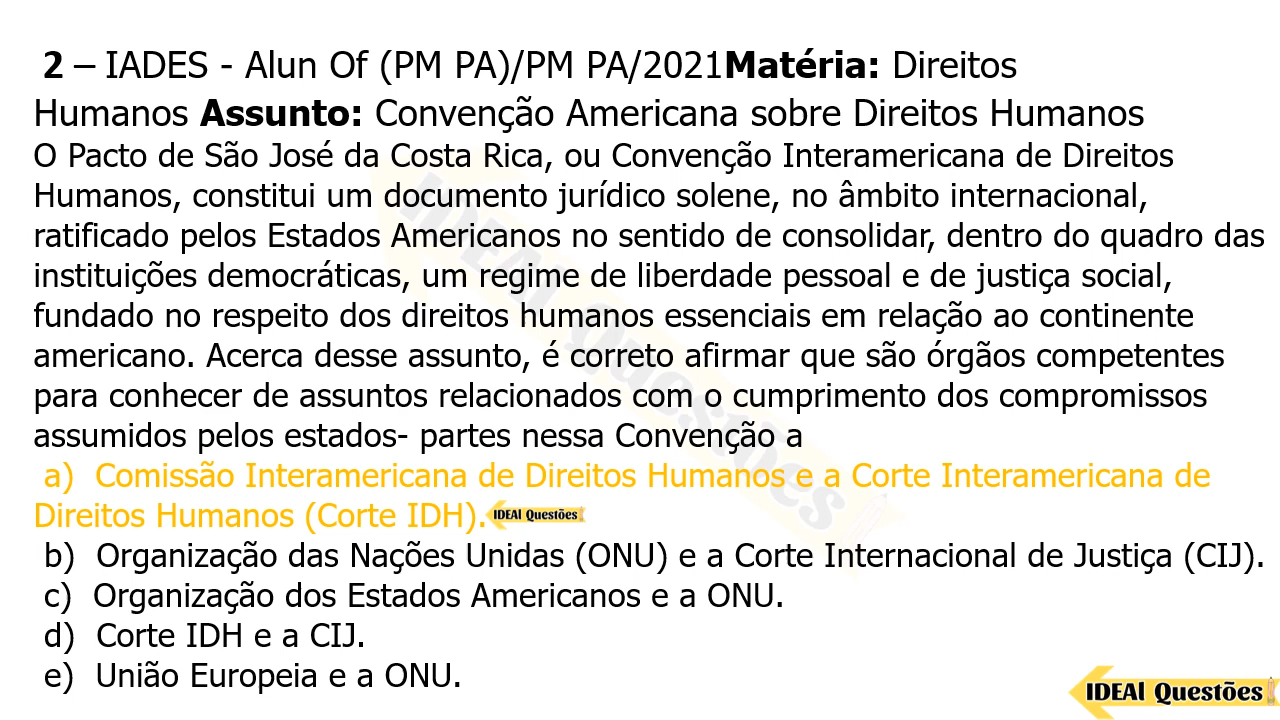 2 – IADES - Alun Of (PM PA)/PM PA/2021Matéria: Direitos
Humanos Assunto: Convenção Americana sobre Direitos Humanos
O Pacto de São José da Costa Rica, ou Convenção Interamericana de Direitos
Humanos, constitui um documento jurídico solene, no âmbito internacional,
ratificado pelos Estados Americanos no sentido de consolidar, dentro do quadro das
instituições democráticas, um regime de liberdade pessoal e de justiça social,
fundado no respeito dos direitos humanos essenciais em relação ao continente
americano. Acerca desse assunto, é correto afirmar que são órgãos competentes
para conhecer de assuntos relacionados com o cumprimento dos compromissos
assumidos pelos estados- partes nessa Convenção a
a) Comissão Interamericana de Direitos Humanos e a Corte Interamericana de
Direitos Humanos (Corte IDH). IDEAl Questões
b) Organização das Nações Unidas (ONU) e a Corte Internacional de Justiça (CIJ).
c) Organização dos Estados Americanos e a ONU.
d) Corte IDH e a CIJ.
e) União Europeia e a ONU.
IDEAl Questões
IDEAl Questões